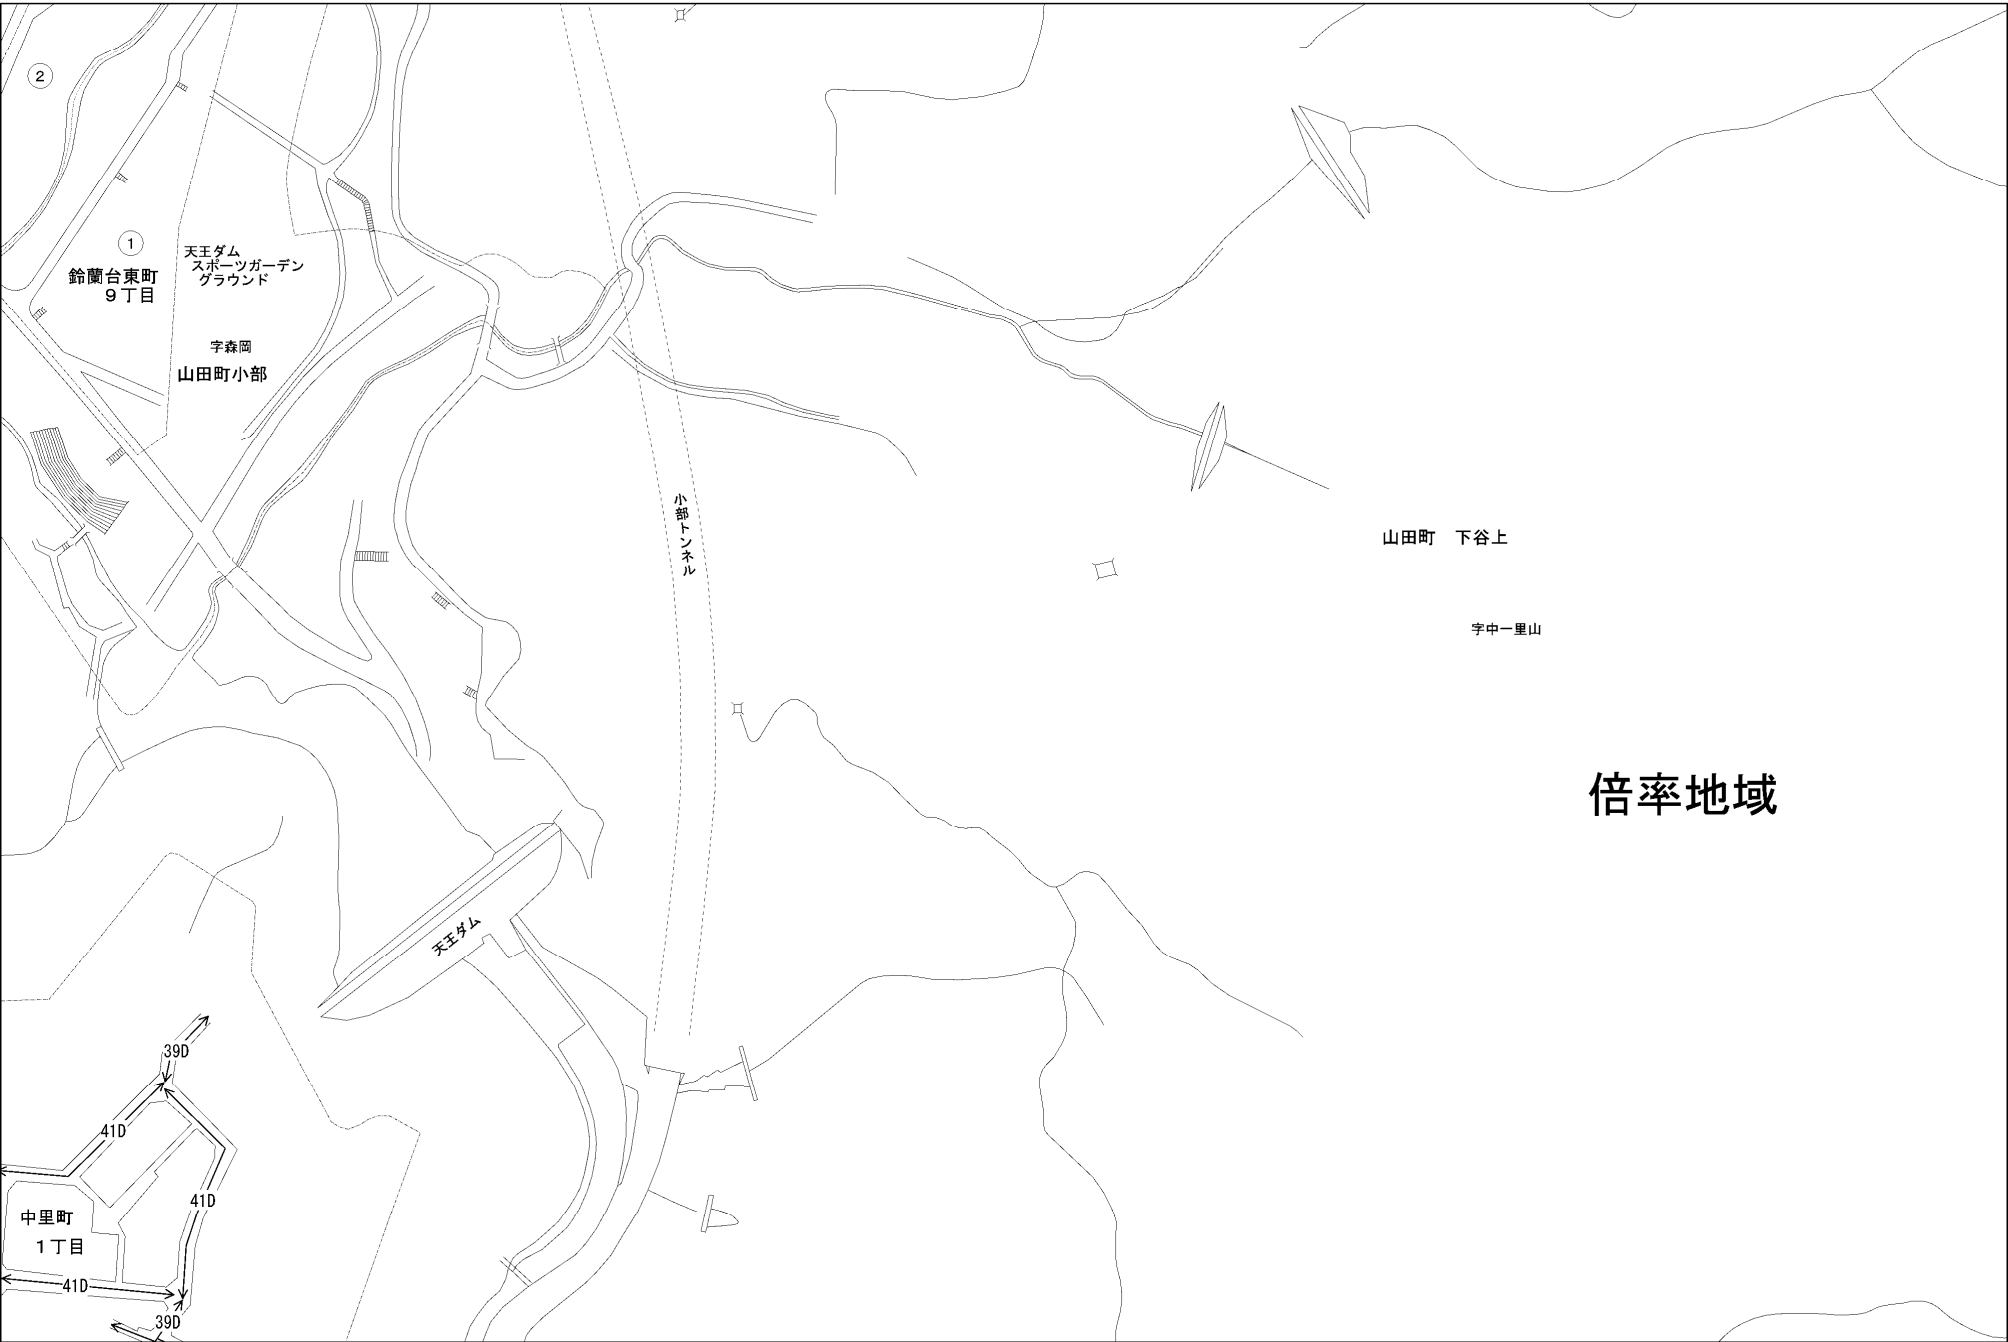 ②
①
鈴蘭台東町
9丁目
天王ダム
スポーツガーデン
グラウンド
字森岡
山田町小部
小部トンネル
山田町 下谷上
字中一里山
倍率地域
天王ダム
39D
41D
41D
中里町
1丁目
41D
39D